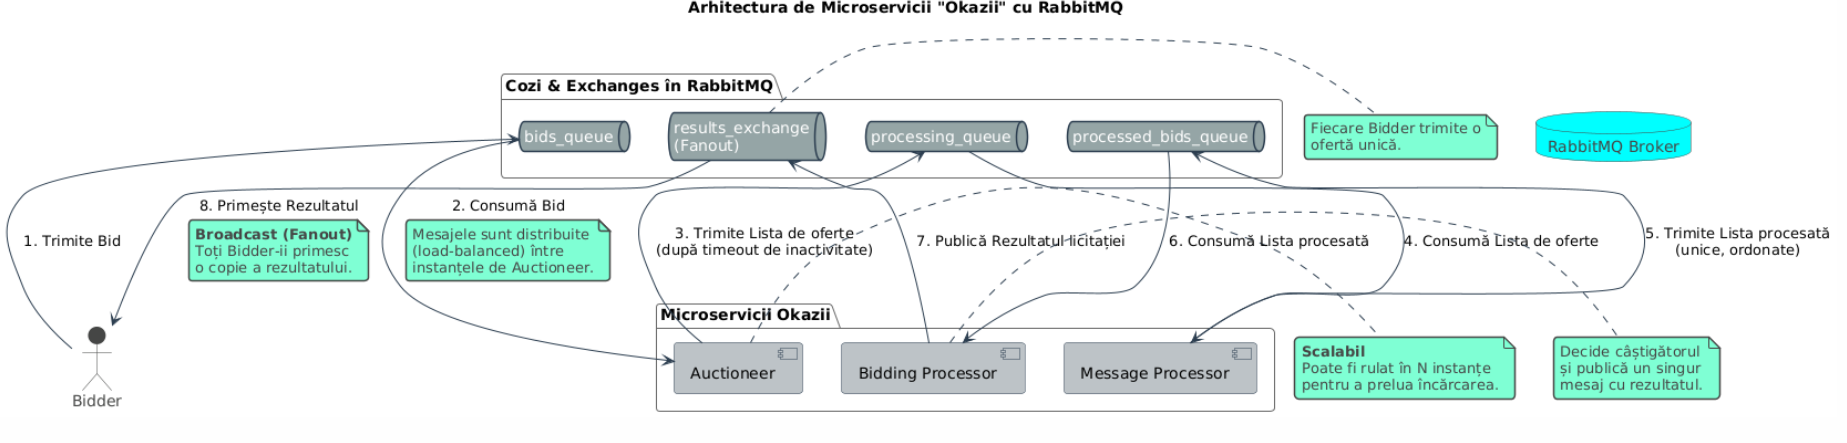 Arhitectura de Microservicii "Okazii" cu RabbitMQ
Cozi & Exchanges în RabbitMQ
bids_queue
results_exchange
(Fanout)
processing_queue
processed_bids_queue
Fiecare Bidder trimite o
ofertă unică.
RabbitMQ Broker
1. Trimite Bid
8. Primește Rezultatul
Broadcast (Fanout)
Toți Bidder-ii primesc
o copie a rezultatului.
2. Consumă Bid
Mesajele sunt distribuite
(load-balanced) între
instanțele de Auctioneer.
3. Trimite Lista de oferte
(după timeout de inactivitate)
7. Publică Rezultatul licitației
6. Consumă Lista procesată
4. Consumă Lista de oferte
5. Trimite Lista procesată
(unice, ordonate)
Microservicii Okazii
Auctioneer
Bidding Processor
Message Processor
Scalabil
Poate fi rulat în N instanțe
pentru a prelua încărcarea.
Decide câștigătorul
și publică un singur
mesaj cu rezultatul.
Bidder